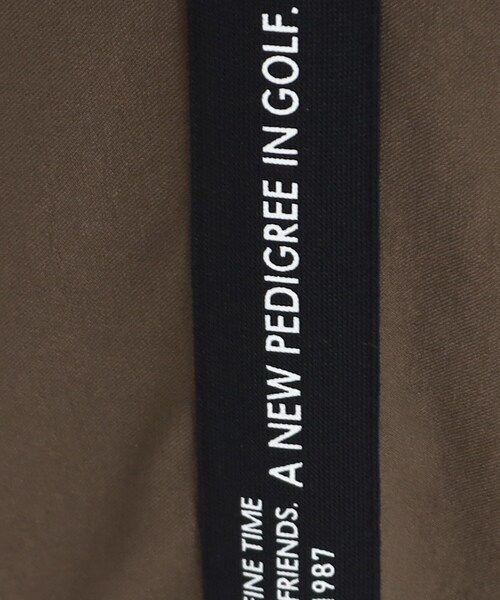 FINE TIME
FRIENDS. A NEW PEDIGREE IN GOLF.
1987